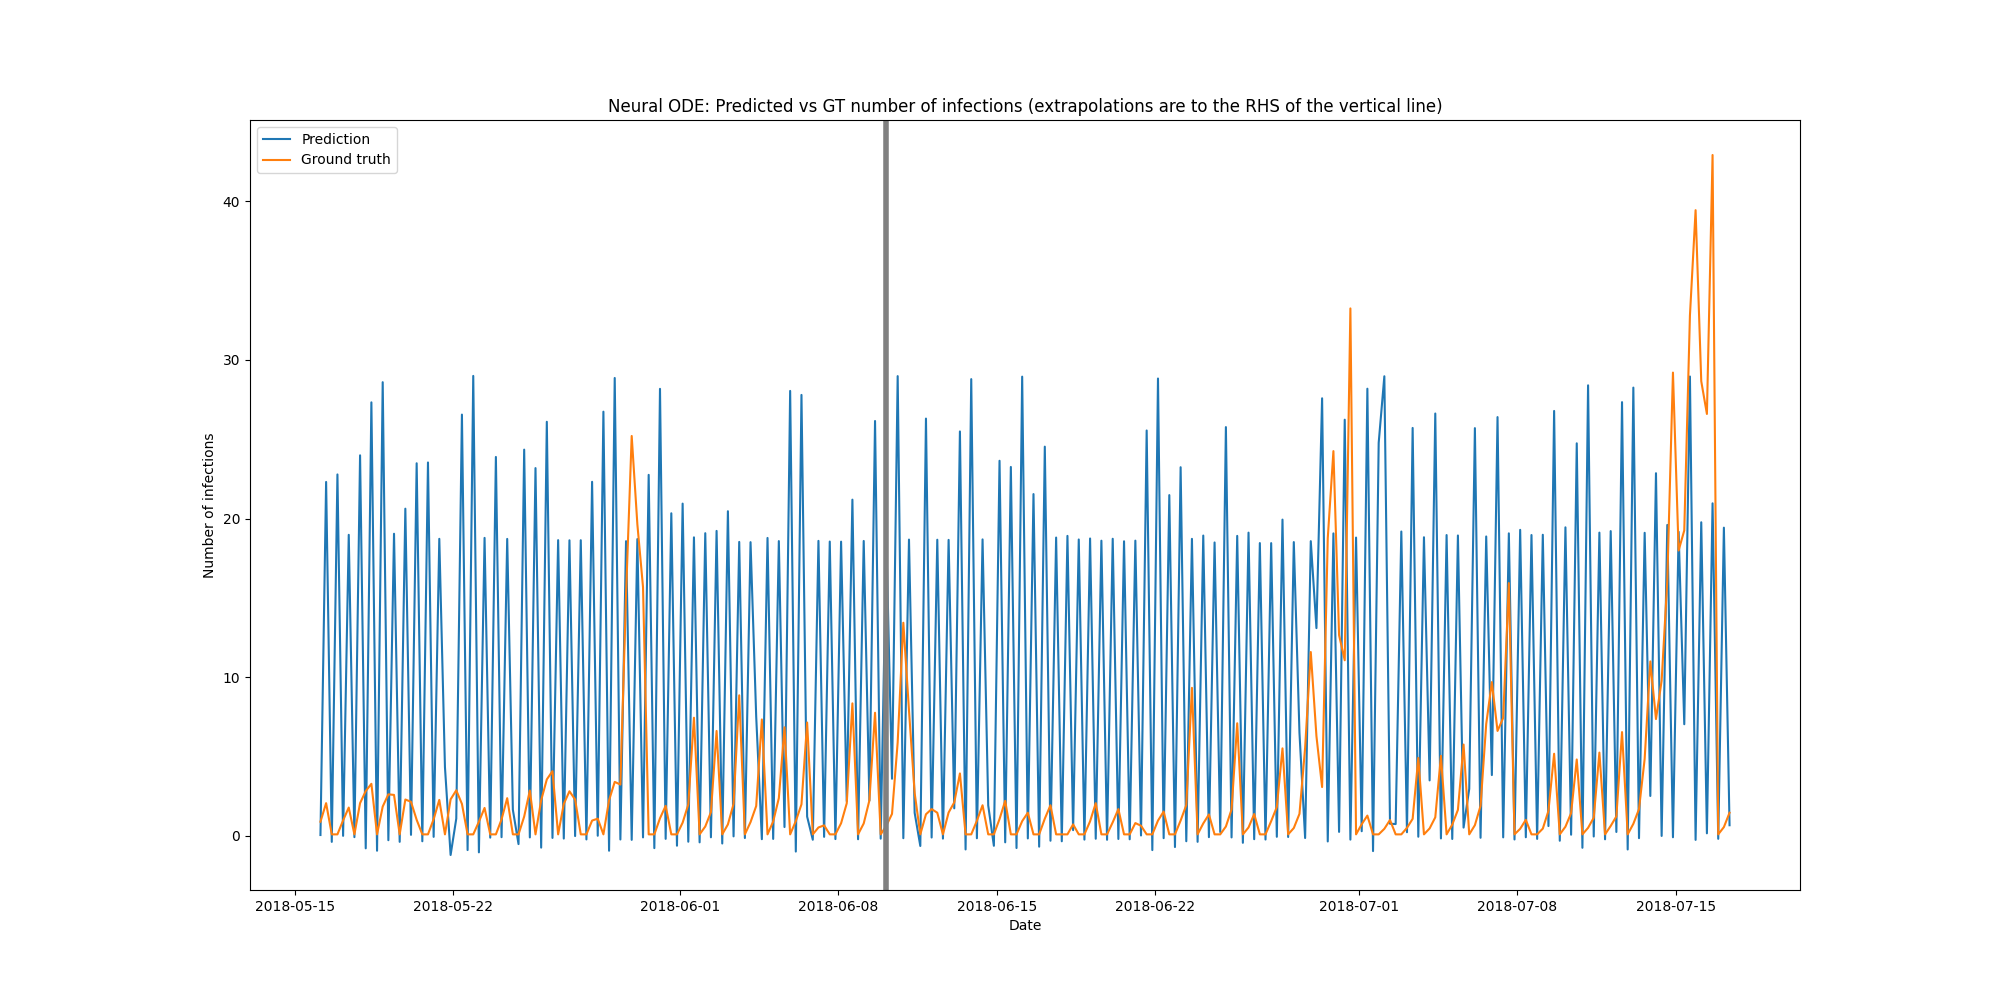 Neural ODE: Predicted vs GT number of infections (extrapolations are to the RHS of the vertical line)
Prediction
Ground truth
Number of infections
40
30
20
10
0
2018-05-15
2018-05-22
2018-06-01
2018-06-08
2018-06-15
2018-06-22
2018-07-01
2018-07-08
2018-07-15
Date